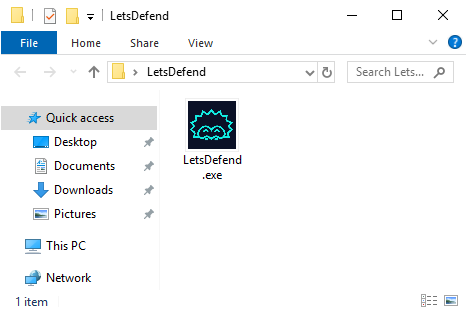 LetsDefend
File
Home
Share
View
LetsDefend
Search Lets...
Quick access
Desktop
Documents
Downloads
Pictures
This PC
Network
LetsDefend
.exe
1 item